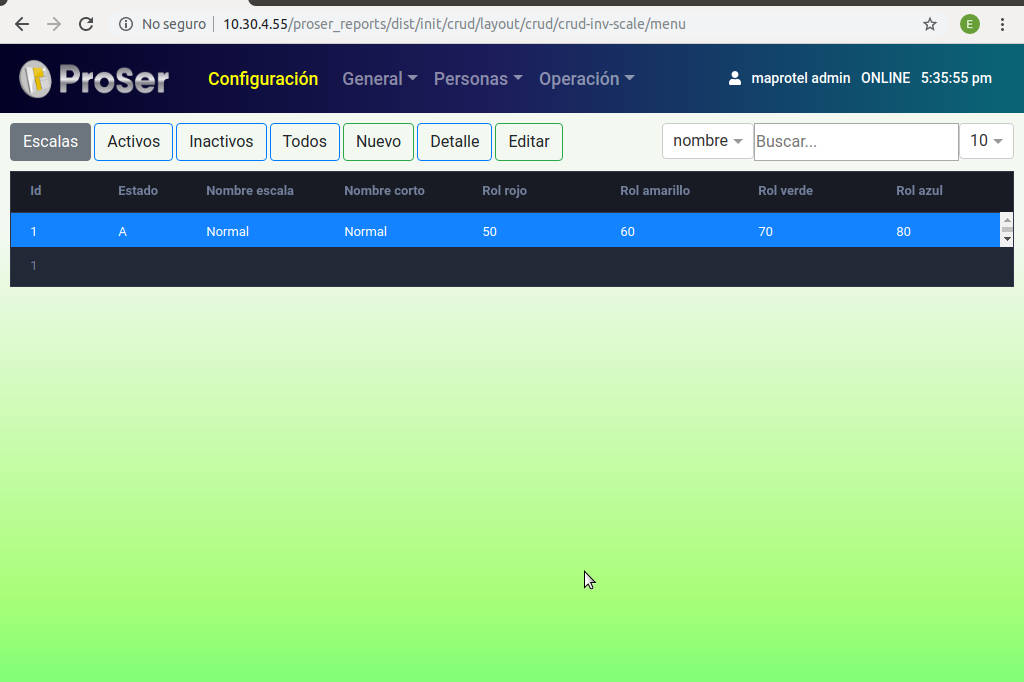 No seguro 10.30.4.55/proser_reports/dist/init/crud/layout/crud/crud-inv-scale/menu E
ProSer Configuración General Personas Operación maprotel admin ONLINE 5:35:55 pm
Escalas Activos Inactivos Todos Nuevo Detalle Editar nombre Buscar... 10
Id Estado Nombre escala Nombre corto Rol rojo Rol amarillo Rol verde Rol azul
1 A Normal Normal 50 60 70 80
1